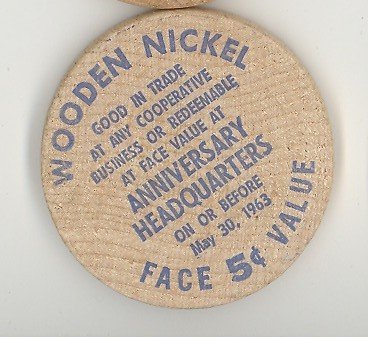 WOODEN NICKEL
GOOD IN TRADE
AT ANY COOPERATIVE
BUSINESS OR REDEEMABLE
AT FACE VALUE AT
ANNIVERSARY
HEADQUARTERS
ON OR BEFORE
May 30, 1963
FACE 5¢ VALUE